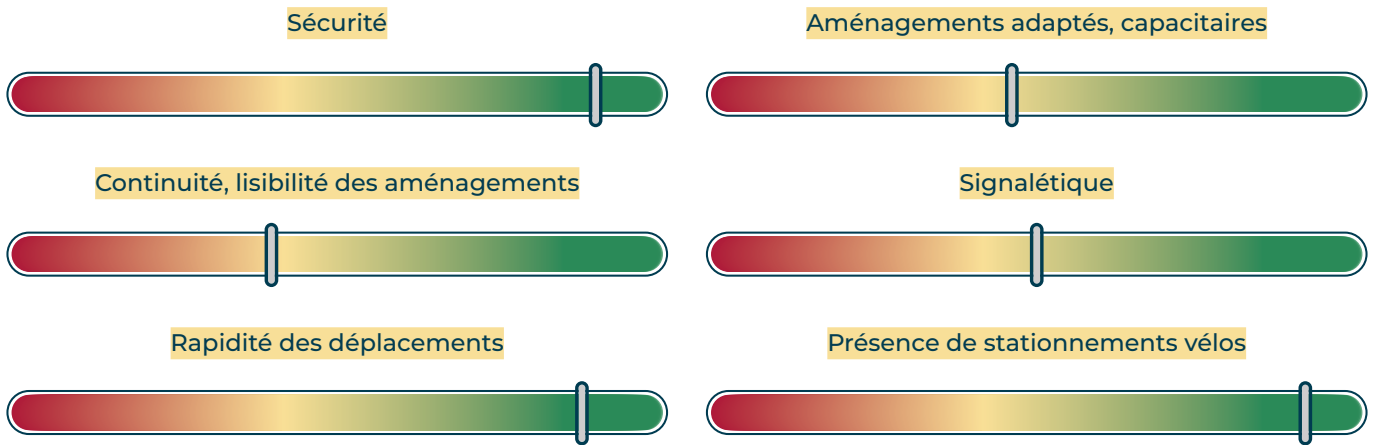 Sécurité
Aménagements adaptés, capacitaires
Continuité, lisibilité des aménagements
Signalétique
Rapidité des déplacements
Présence de stationnements vélos